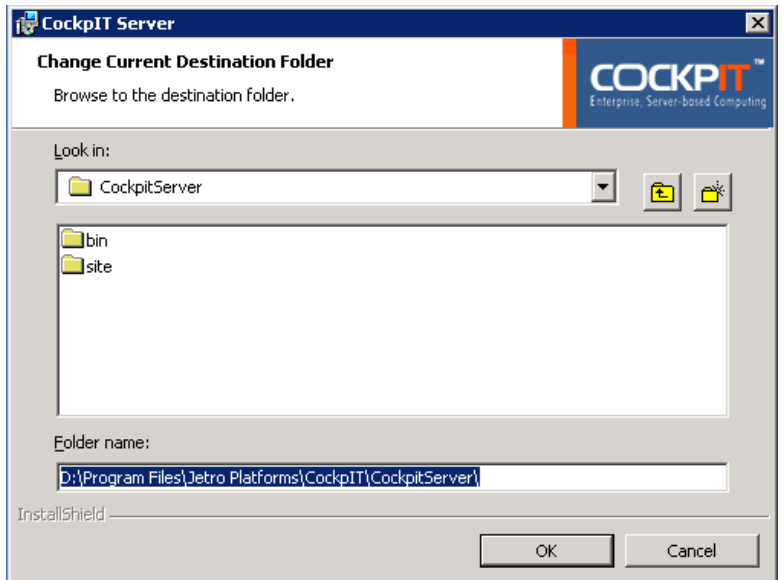 CockpIT Server
Change Current Destination Folder
Browse to the destination folder.
COCKPIT™
Enterprise, Server-based Computing
Look in:
CockpitServer
bin
site
Folder name:
D:\Program Files\Jetro Platforms\CockpIT\CockpitServer\
InstallShield
OK Cancel